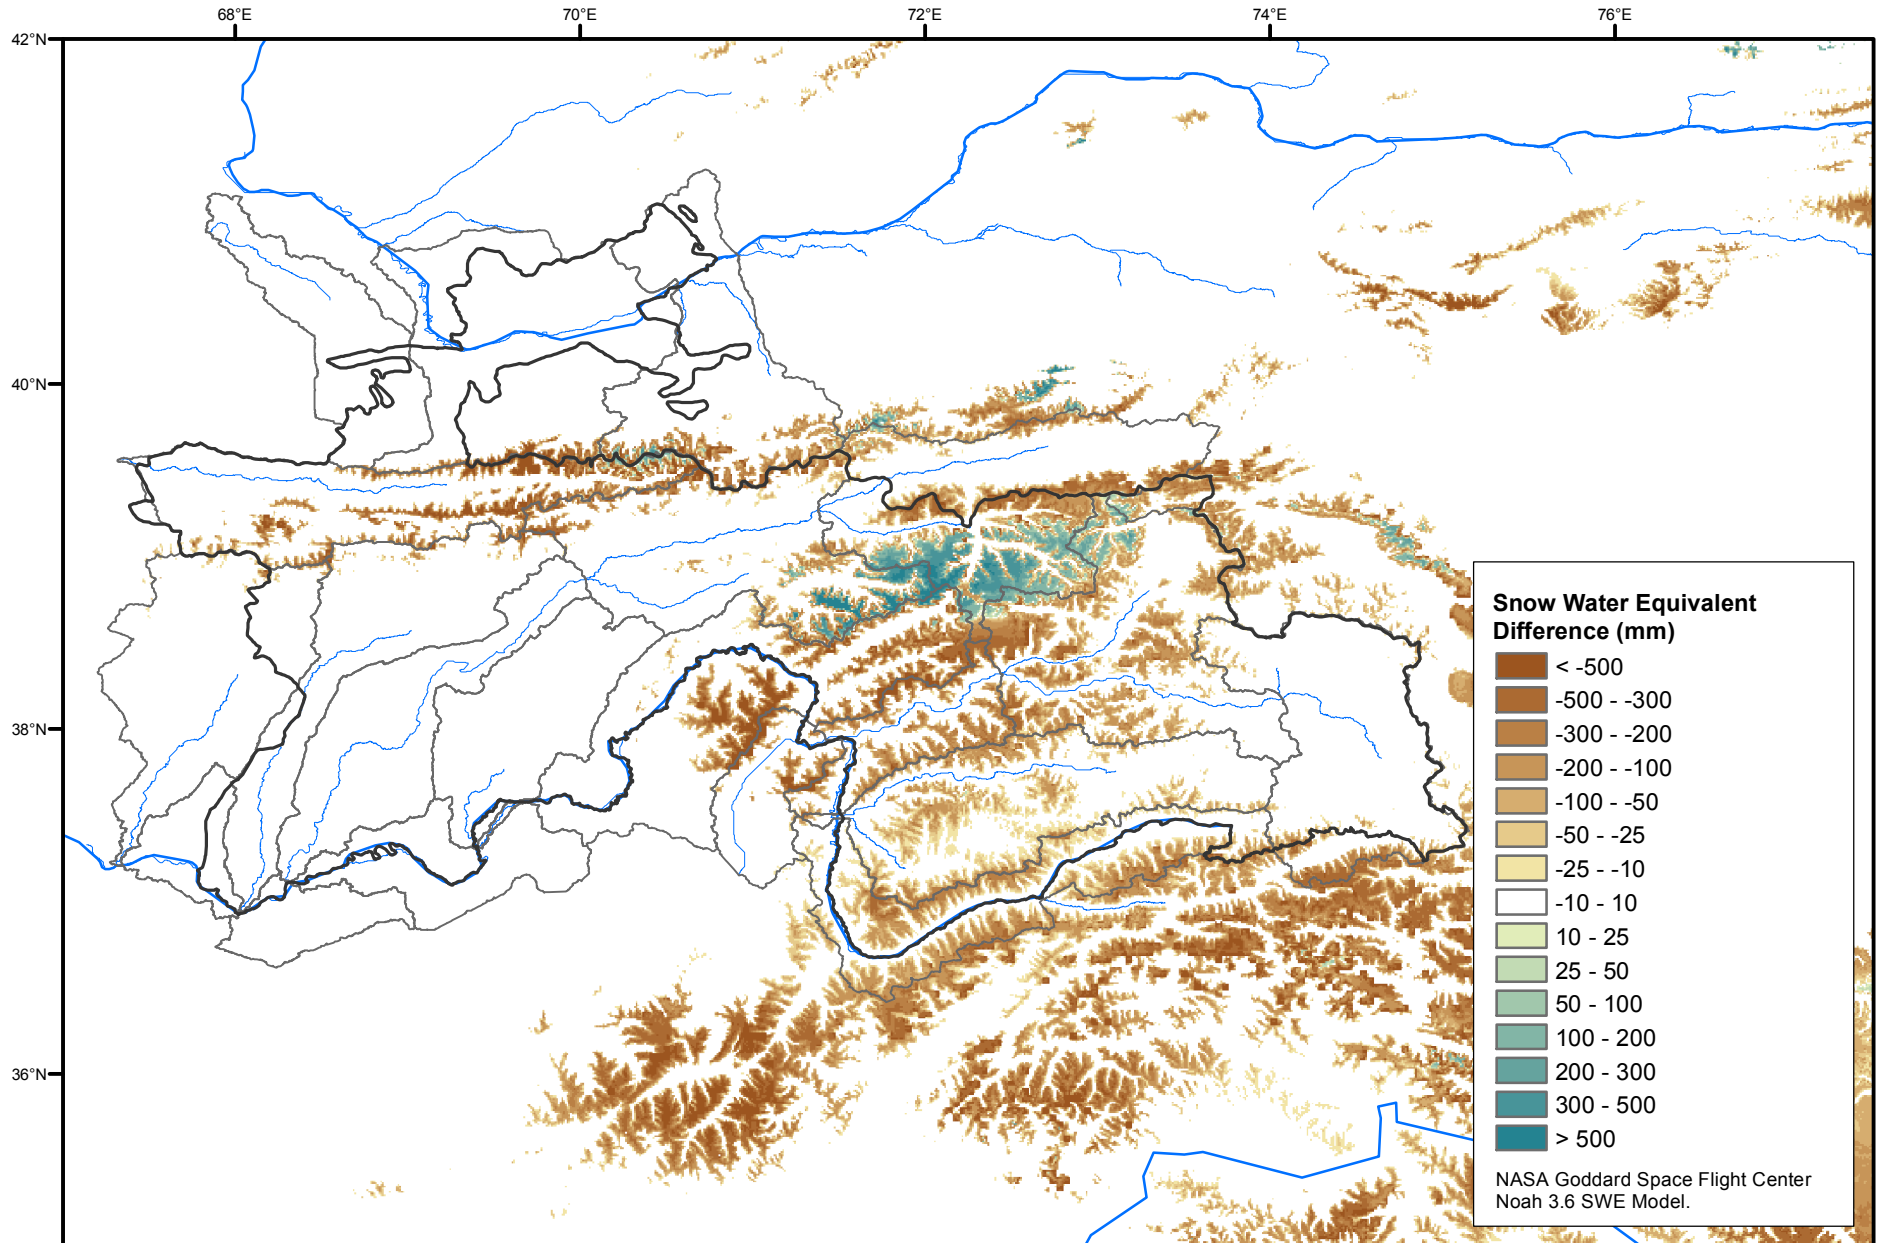 68°E
70°E
72°E
74°E
76°E
42°N
40°N
38°N
36°N
Snow Water Equivalent
Difference (mm)
< -500
-500 - -300
-300 - -200
-200 - -100
-100 - -50
-50 - -25
-25 - -10
-10 - 10
10 - 25
25 - 50
50 - 100
100 - 200
200 - 300
300 - 500
> 500
NASA Goddard Space Flight Center
Noah 3.6 SWE Model.